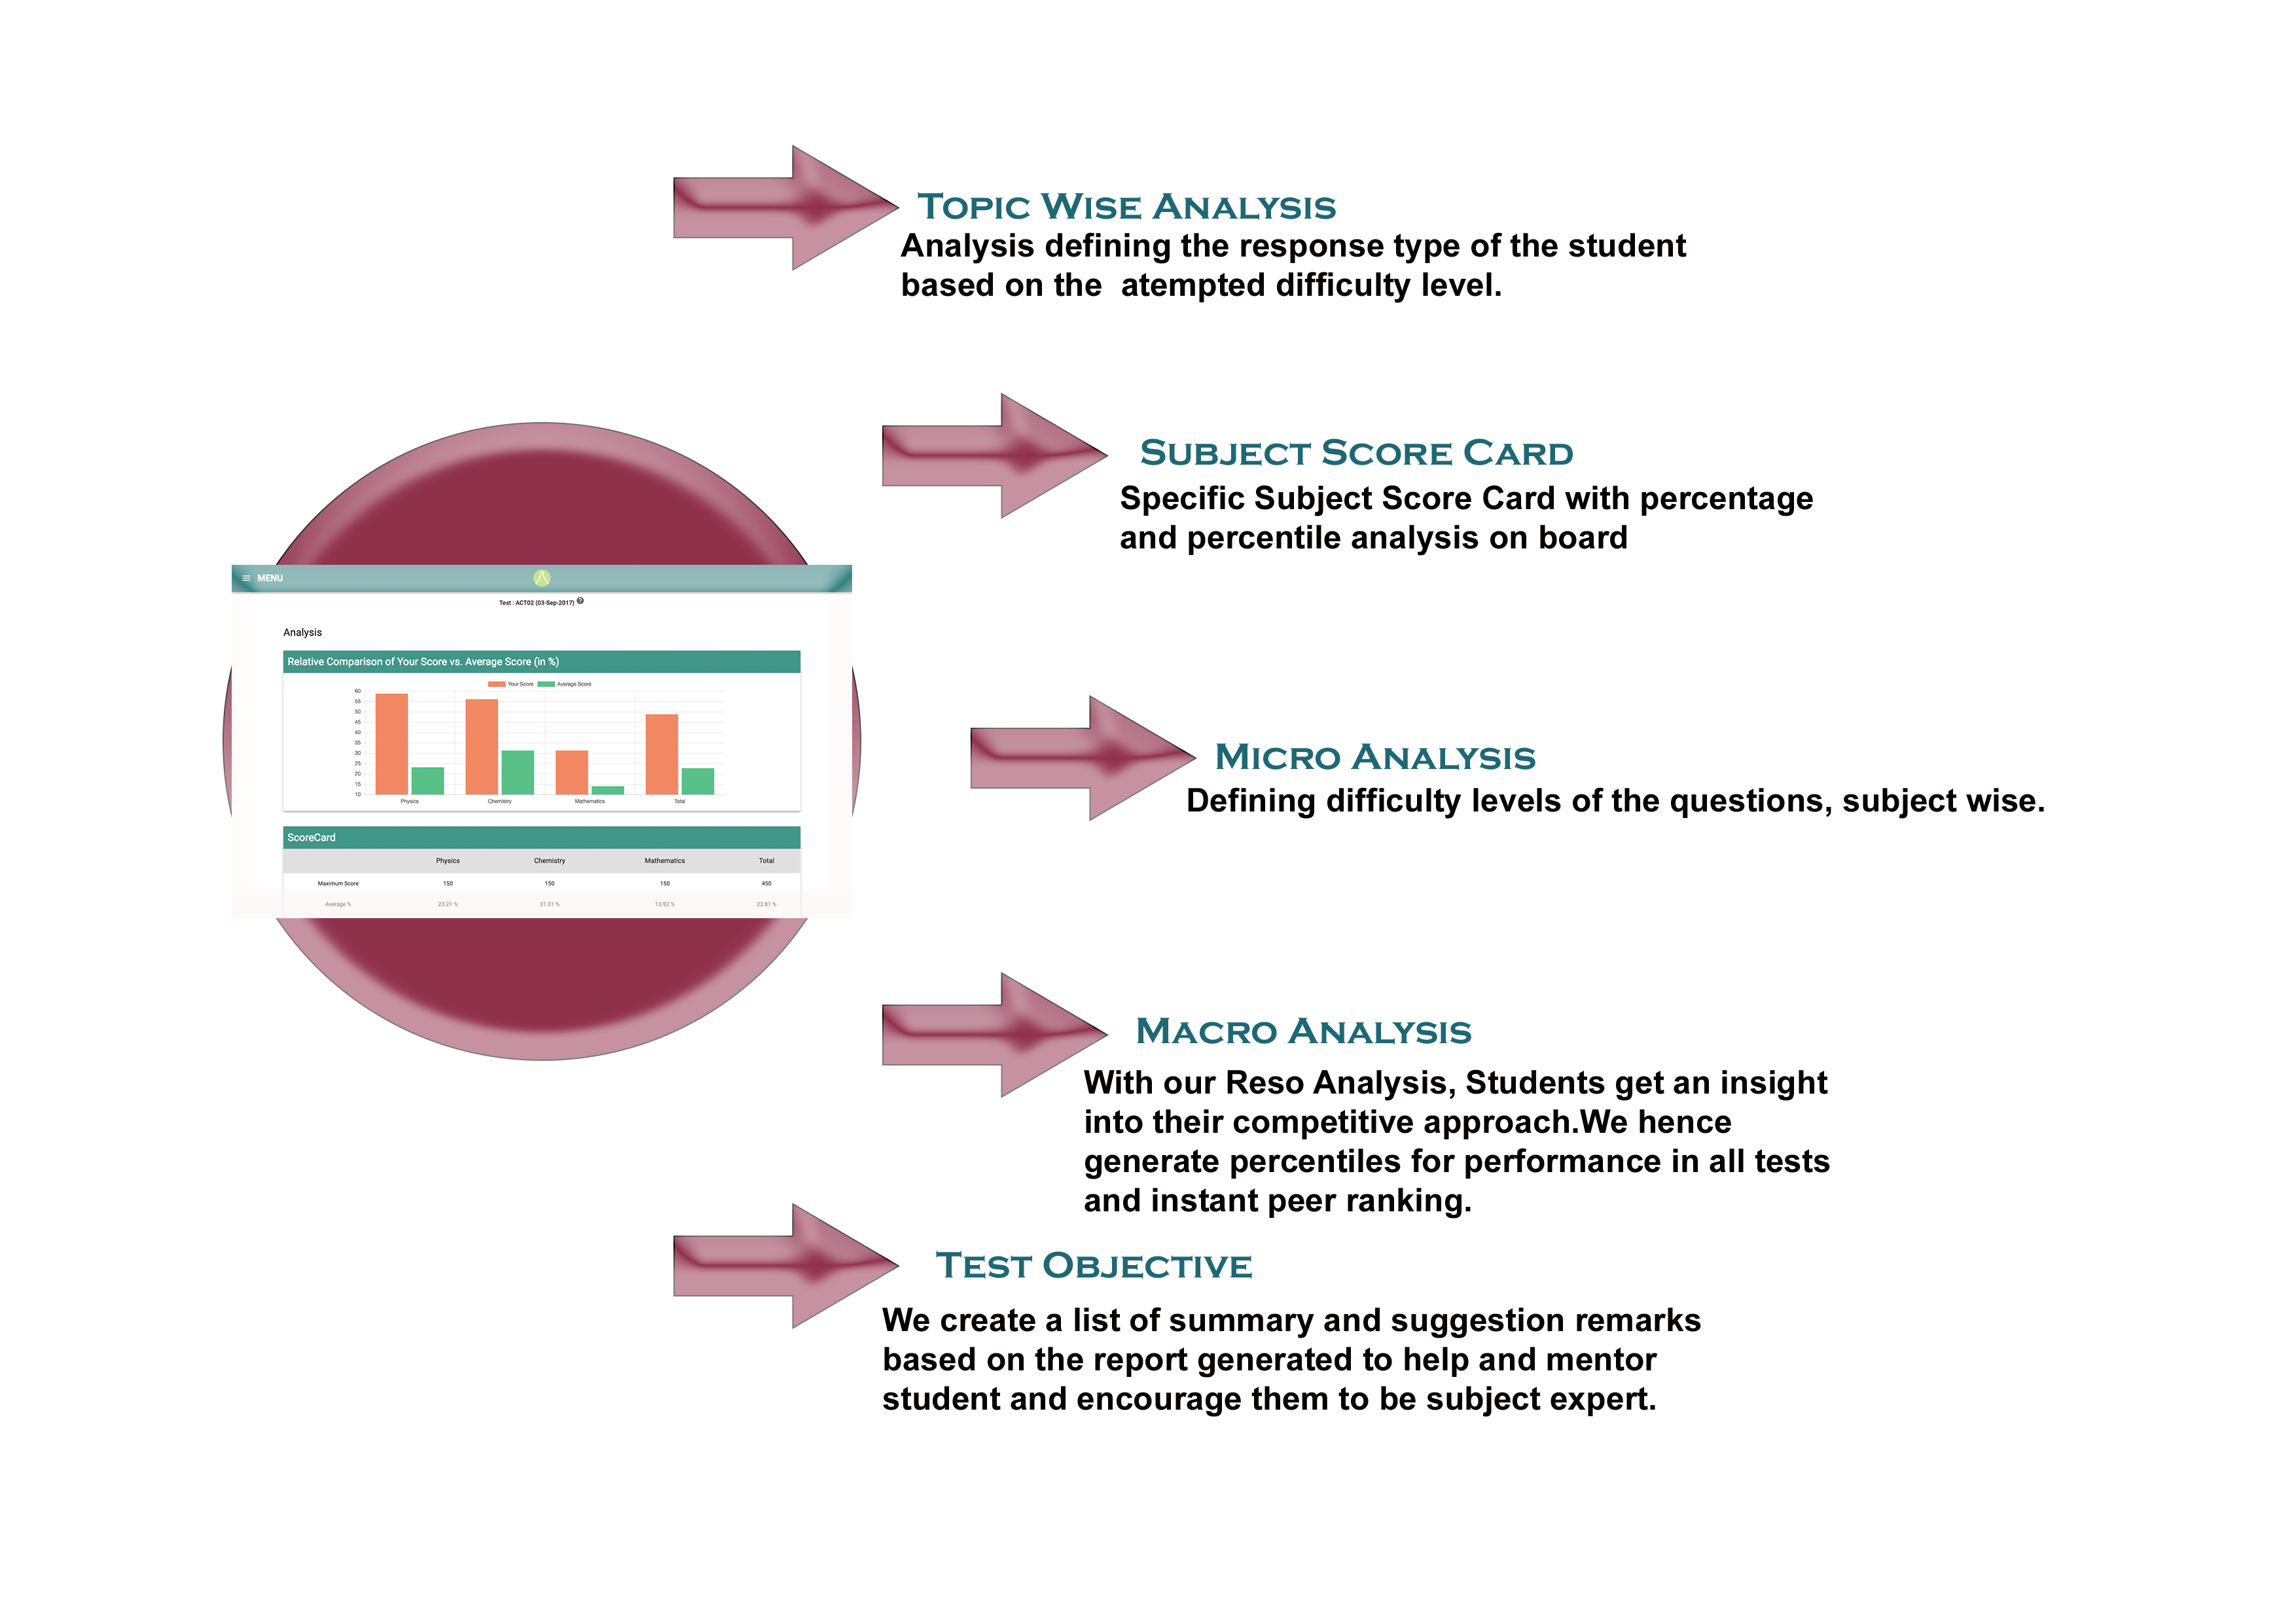 Topic Wise Analysis
Analysis defining the response type of the student
based on the  atempted difficulty level.
Subject Score Card
Specific Subject Score Card with percentage
and percentile analysis on board
MENU
Test : ACT02 (03-Sep-2017)
Analysis
Relative Comparison of Your Score vs. Average Score (in %)
Your Score Average Score
60
55
50
45
40
35
30
25
20
15
10
Physics Chemistry Mathematics Total
ScoreCard
Physics Chemistry Mathematics Total
Maximum Score 150 150 150 450
Average % 23.21 % 31.31 % 13.92 % 22.81 %
Micro Analysis
Defining difficulty levels of the questions, subject wise.
Macro Analysis
With our Reso Analysis, Students get an insight
into their competitive approach.We hence
generate percentiles for performance in all tests
and instant peer ranking.
Test Objective
We create a list of summary and suggestion remarks
based on the report generated to help and mentor
student and encourage them to be subject expert.